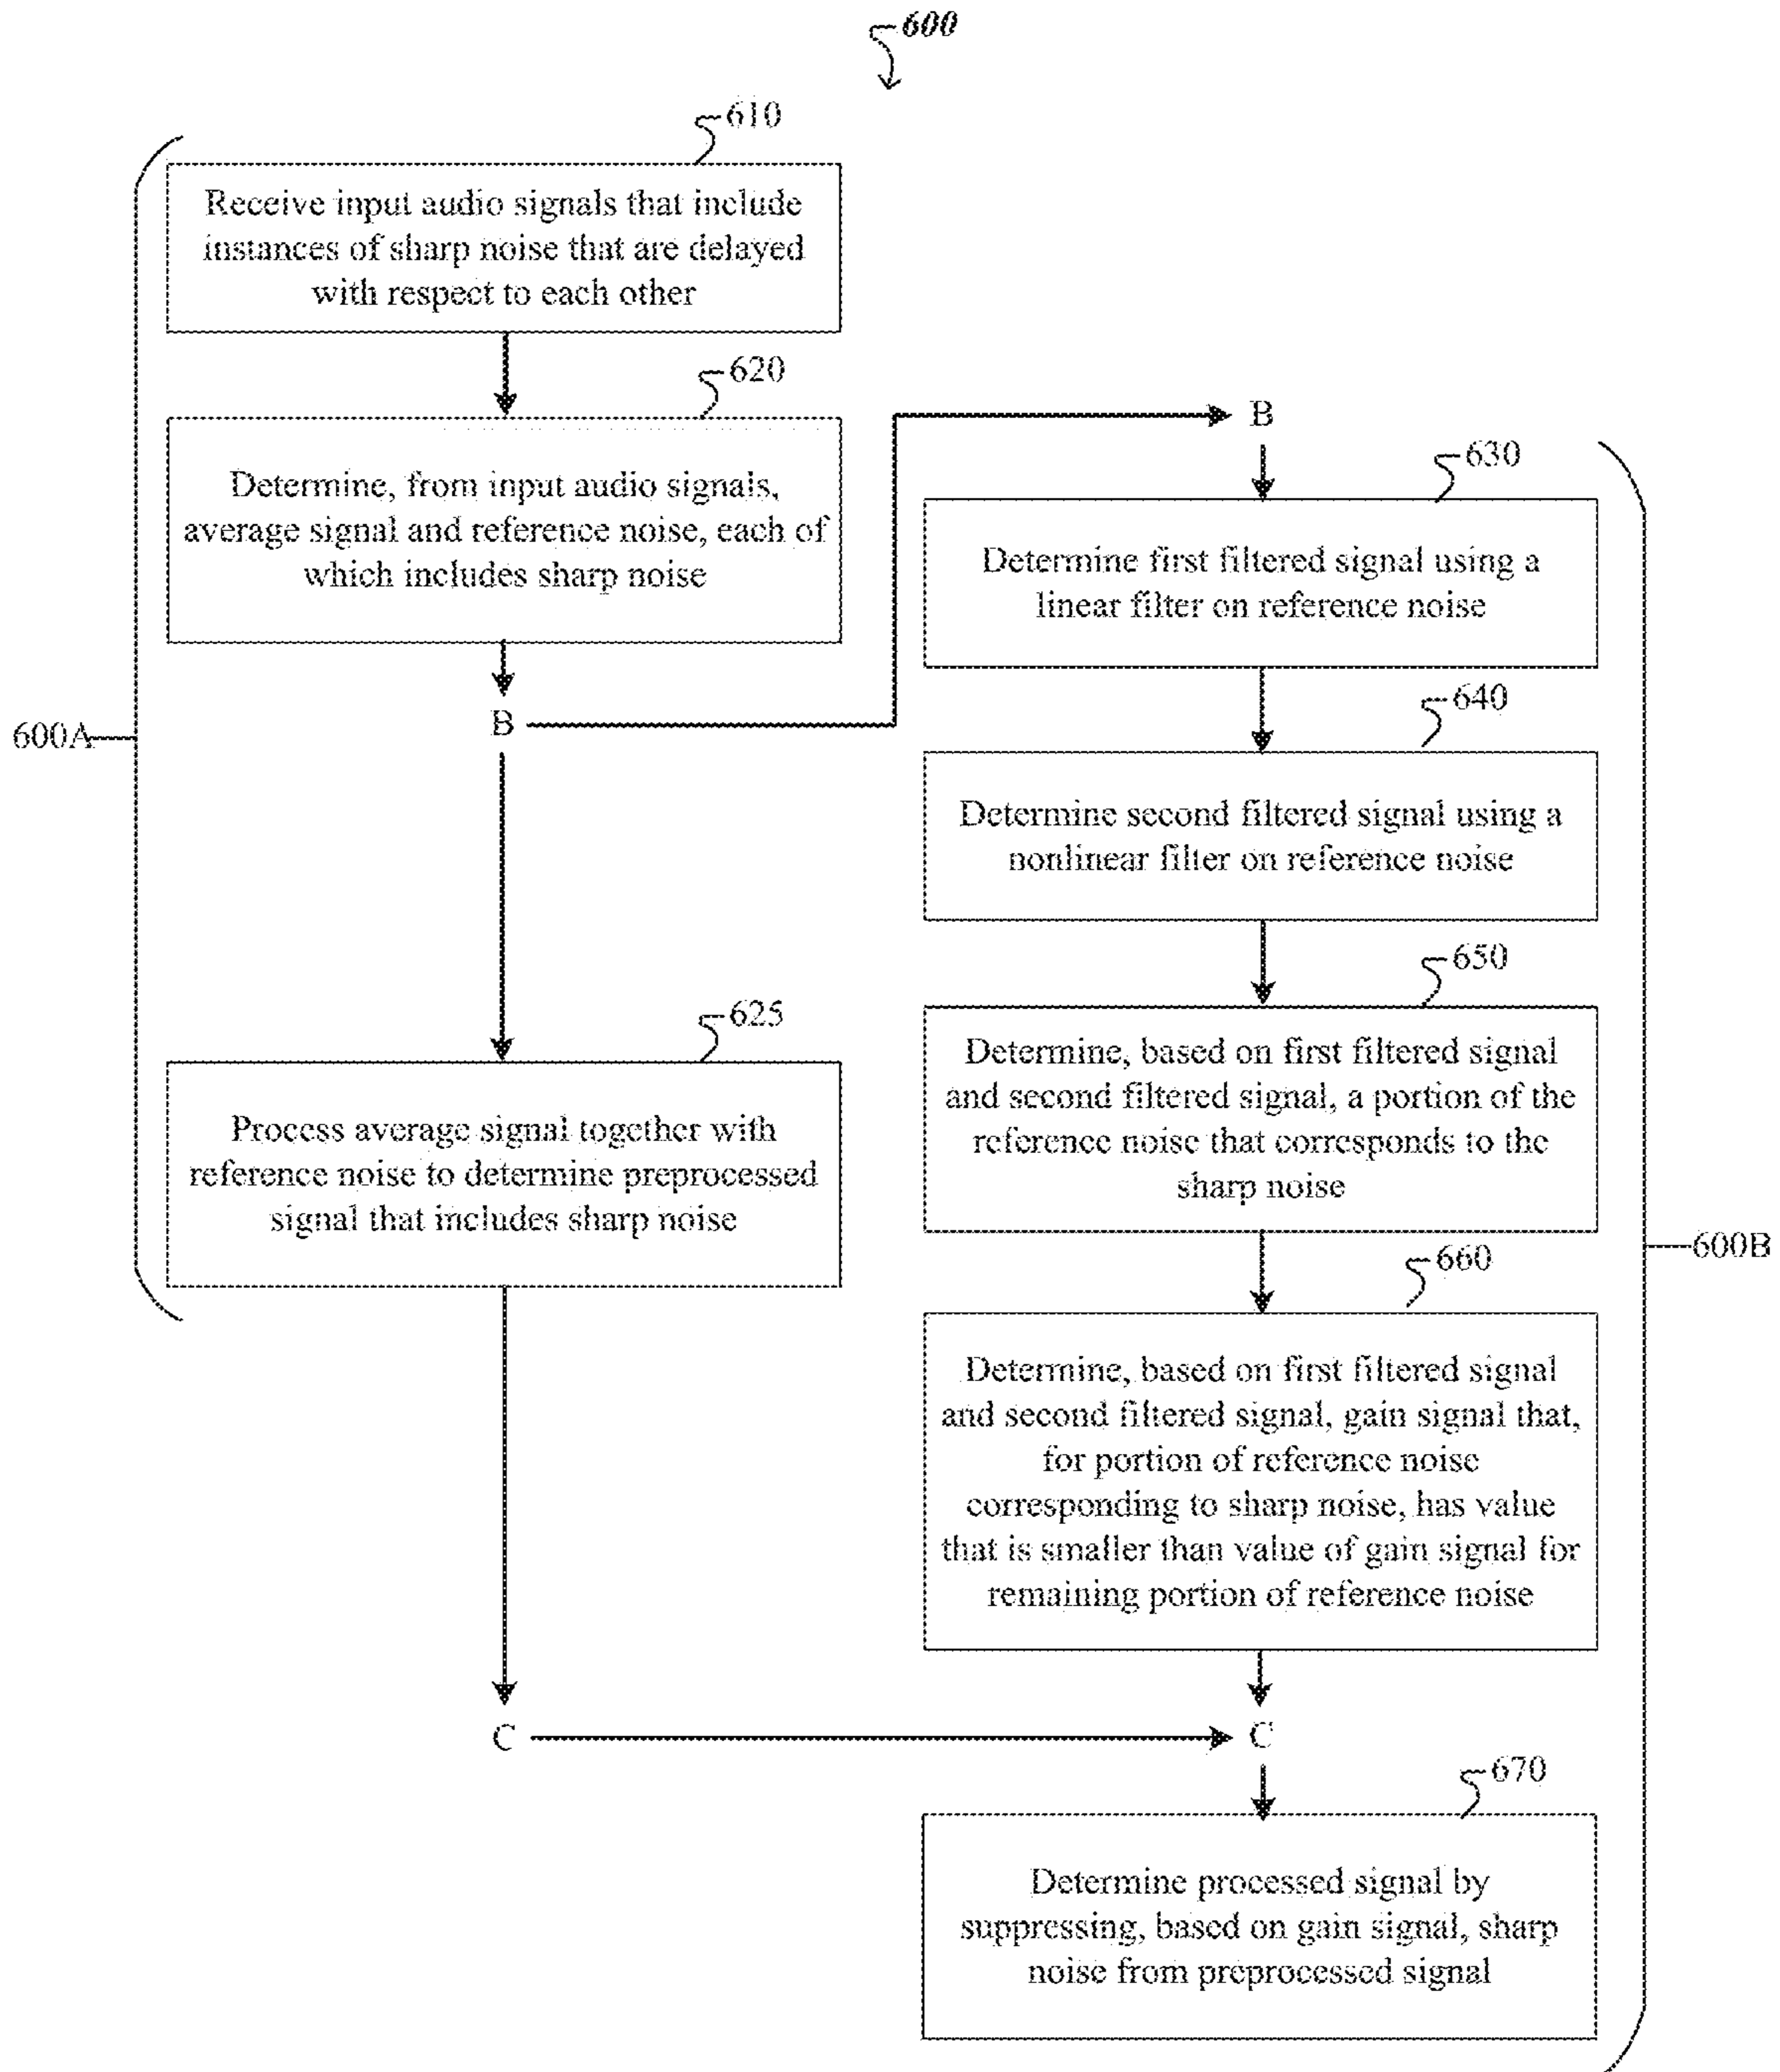 600
610
Receive input audio signals that include
instances of sharp noise that are delayed
with respect to each other
620
Determine, from input audio signals,
average signal and reference noise, each of
which includes sharp noise
B
600A
625
Process average signal together with
reference noise to determine preprocessed
signal that includes sharp noise
C
B
630
Determine first filtered signal using a
linear filter on reference noise
640
Determine second filtered signal using a
nonlinear filter on reference noise
650
Determine, based on first filtered signal
and second filtered signal, a portion of the
reference noise that corresponds to the
sharp noise
600B
660
Determine, based on first filtered signal
and second filtered signal, gain signal that,
for portion of reference noise
corresponding to sharp noise, has value
that is smaller than value of gain signal for
remaining portion of reference noise
C
670
Determine processed signal by
suppressing, based on gain signal, sharp
noise from preprocessed signal